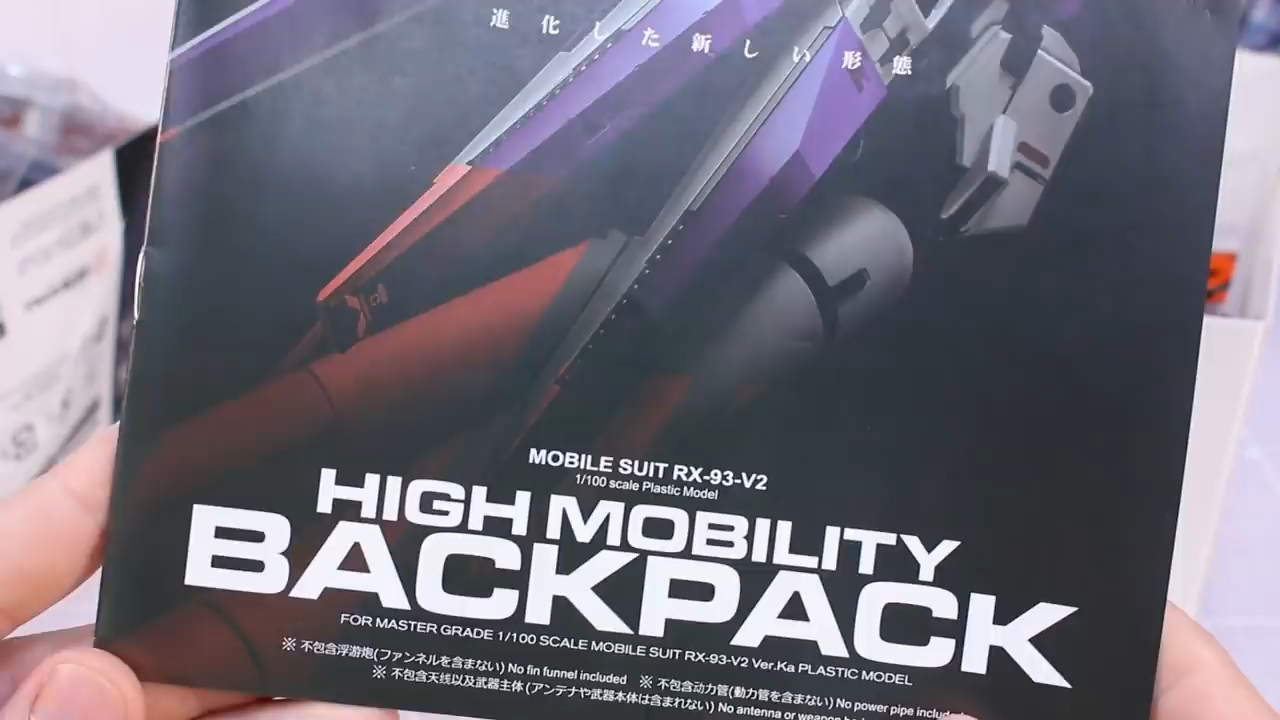 進化した新しい形態
MOBILE SUIT RX-93-V2
1/100 scale Plastic Model
HIGH MOBILITY
BACKPACK
FOR MASTER GRADE 1/100 SCALE MOBILE SUIT RX-93-V2 Ver.Ka PLASTIC MODEL
※ 不包含浮游炮(ファンネルを含まない) No fin funnel included ※ 不包含动力管(動力管を含まない) No power pipe
※ 不包含天线以及武器主体 (アンテナや武器本体は含まれない) No antenna or weapon